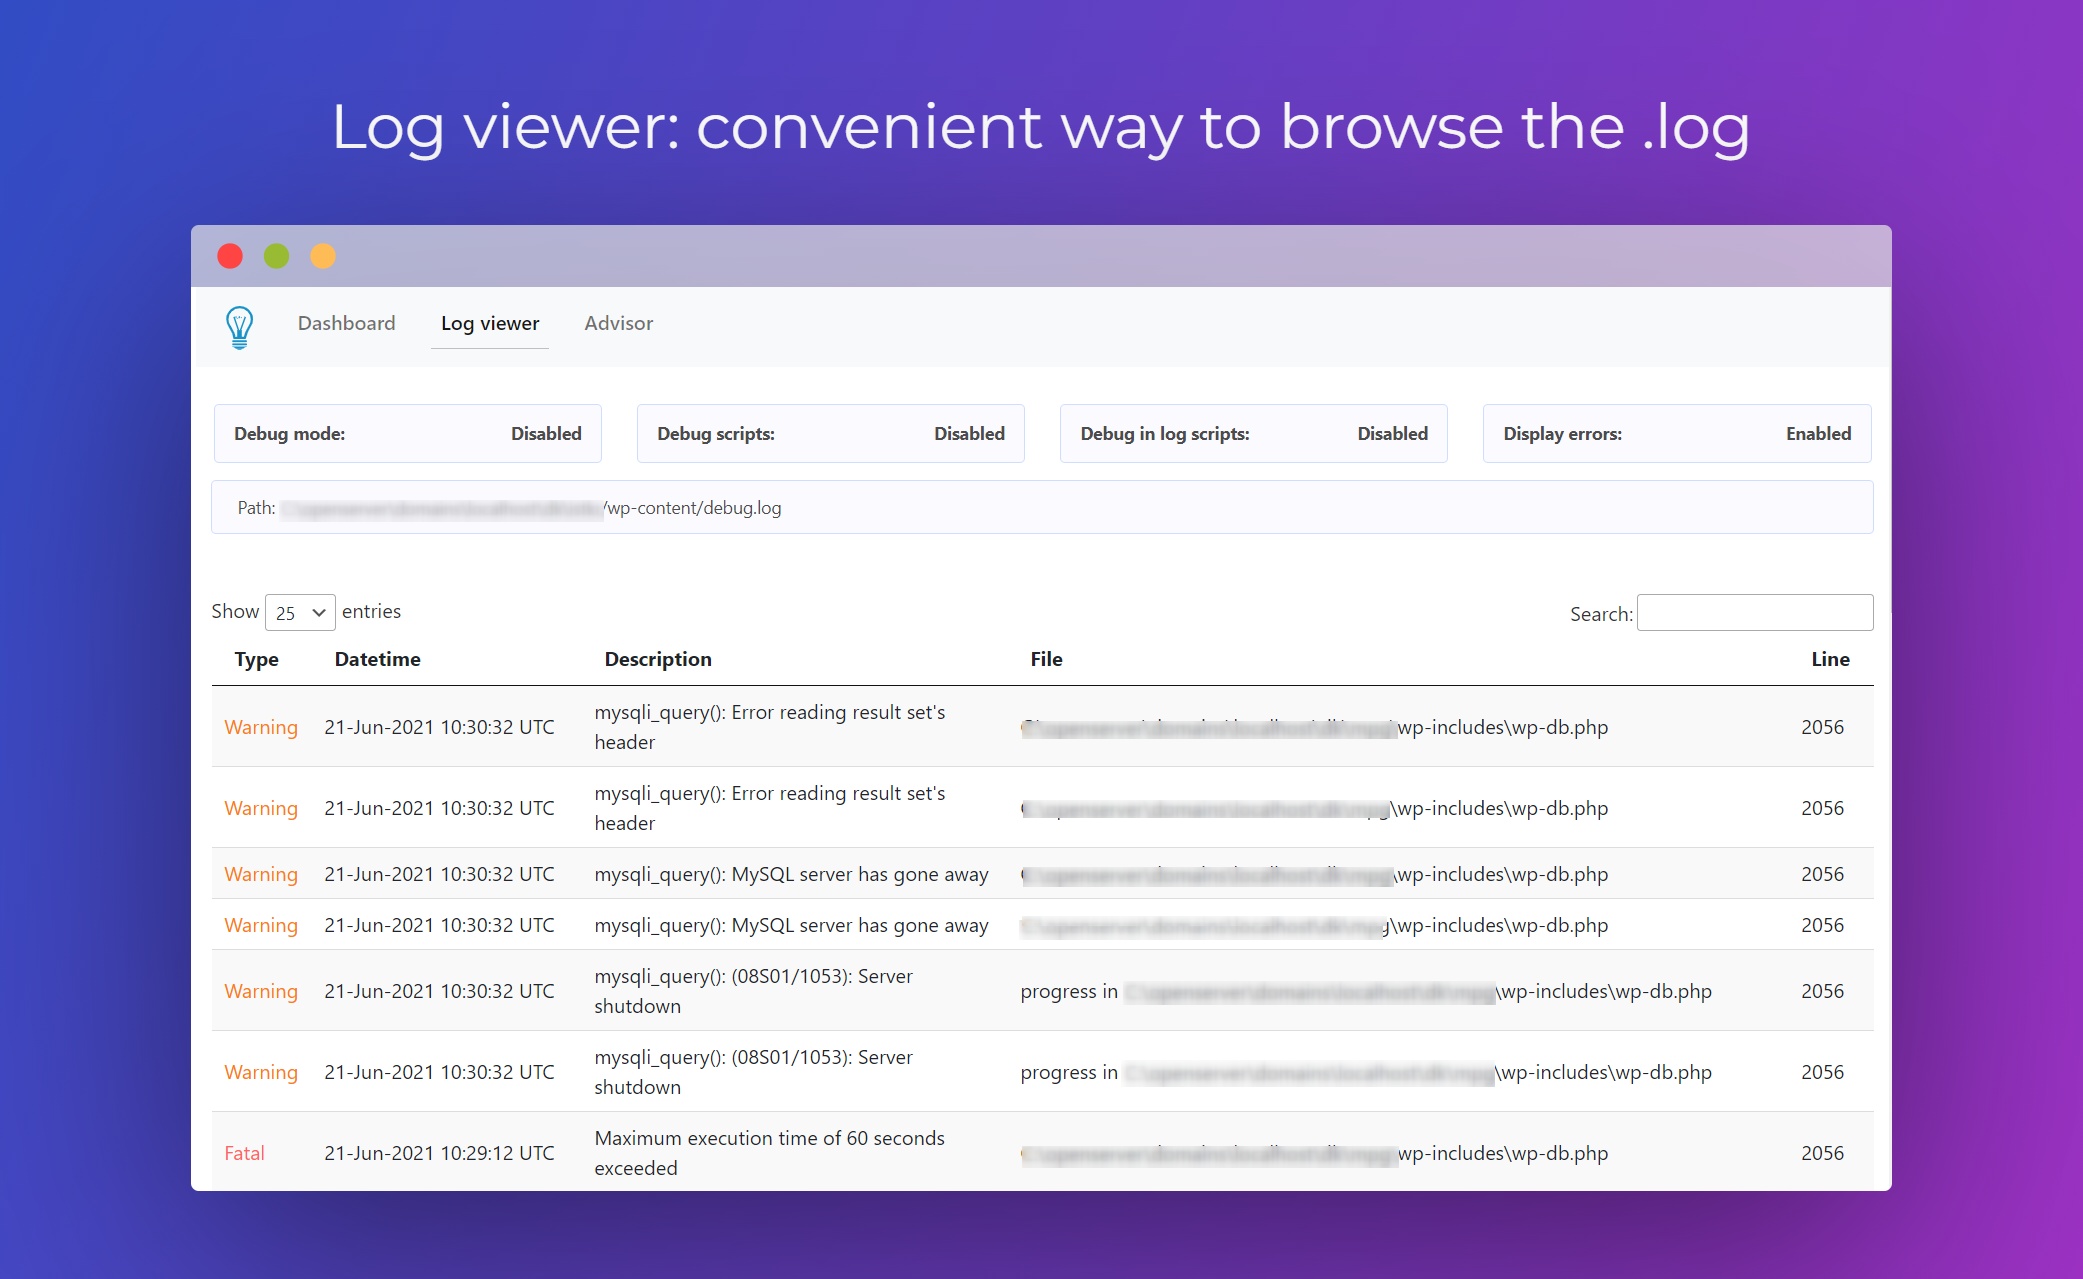 Log viewer: convenient way to browse the .log
Dashboard Log viewer Advisor
Debug mode: Disabled Debug scripts: Disabled Debug in log scripts: Disabled Display errors: Enabled
Path: /wp-content/debug.log
Show 25 entries Search:
Type Datetime Description File Line
Warning 21-Jun-2021 10:30:32 UTC mysqli_query(): Error reading result set's
header
wp-includes\wp-db.php 2056
Warning 21-Jun-2021 10:30:32 UTC mysqli_query(): Error reading result set's
header
\wp-includes\wp-db.php 2056
Warning 21-Jun-2021 10:30:32 UTC mysqli_query(): MySQL server has gone away \wp-includes\wp-db.php 2056
Warning 21-Jun-2021 10:30:32 UTC mysqli_query(): MySQL server has gone away \wp-includes\wp-db.php 2056
Warning 21-Jun-2021 10:30:32 UTC mysqli_query(): (08S01/1053): Server
shutdown
progress in \wp-includes\wp-db.php 2056
Warning 21-Jun-2021 10:30:32 UTC mysqli_query(): (08S01/1053): Server
shutdown
progress in \wp-includes\wp-db.php 2056
Fatal 21-Jun-2021 10:29:12 UTC Maximum execution time of 60 seconds
exceeded
wp-includes\wp-db.php 2056